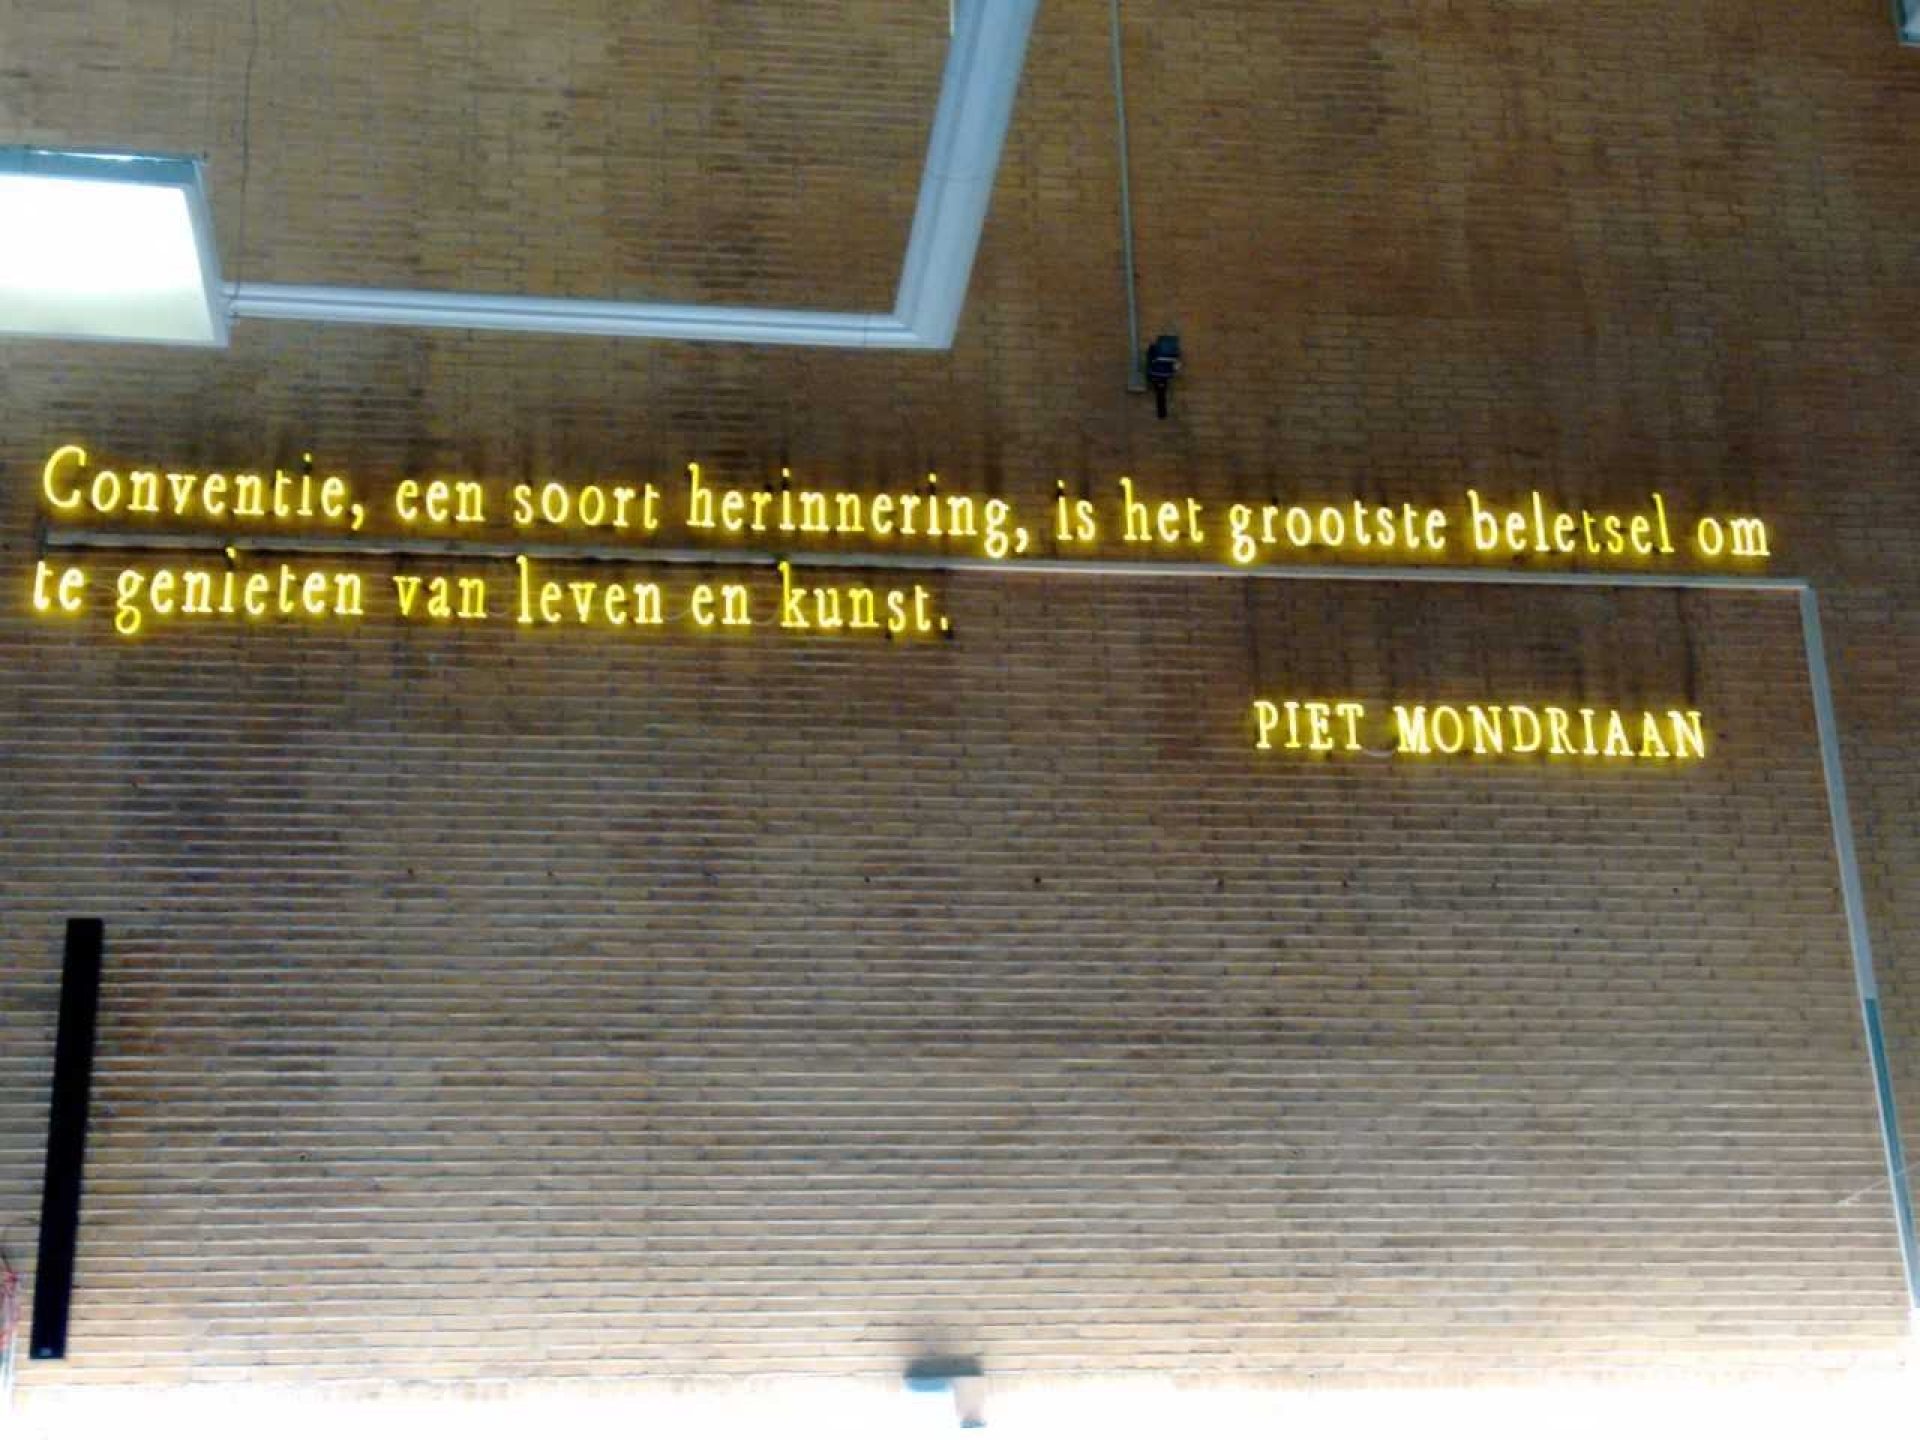 Conventie, een soort herinnering, is het grootste beletsel om
te genieten van leven en kunst.
PIET MONDRIAAN